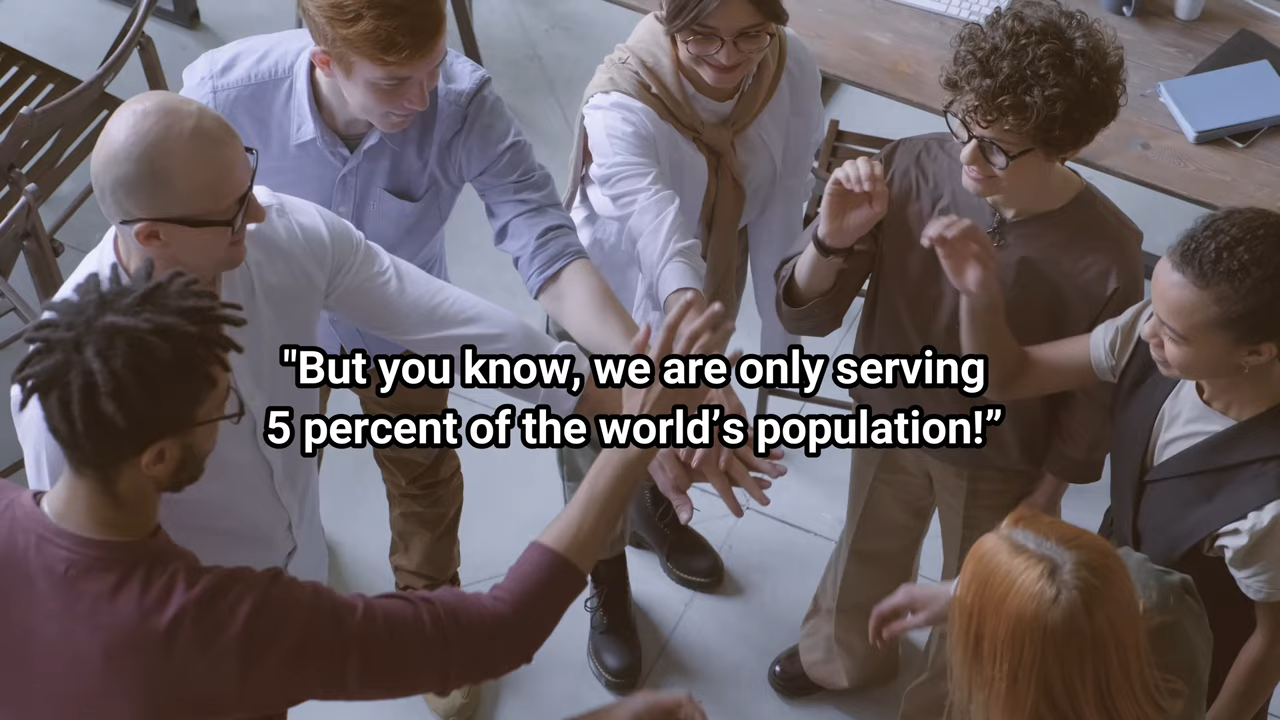 "But you know, we are only serving
5 percent of the world’s population!”